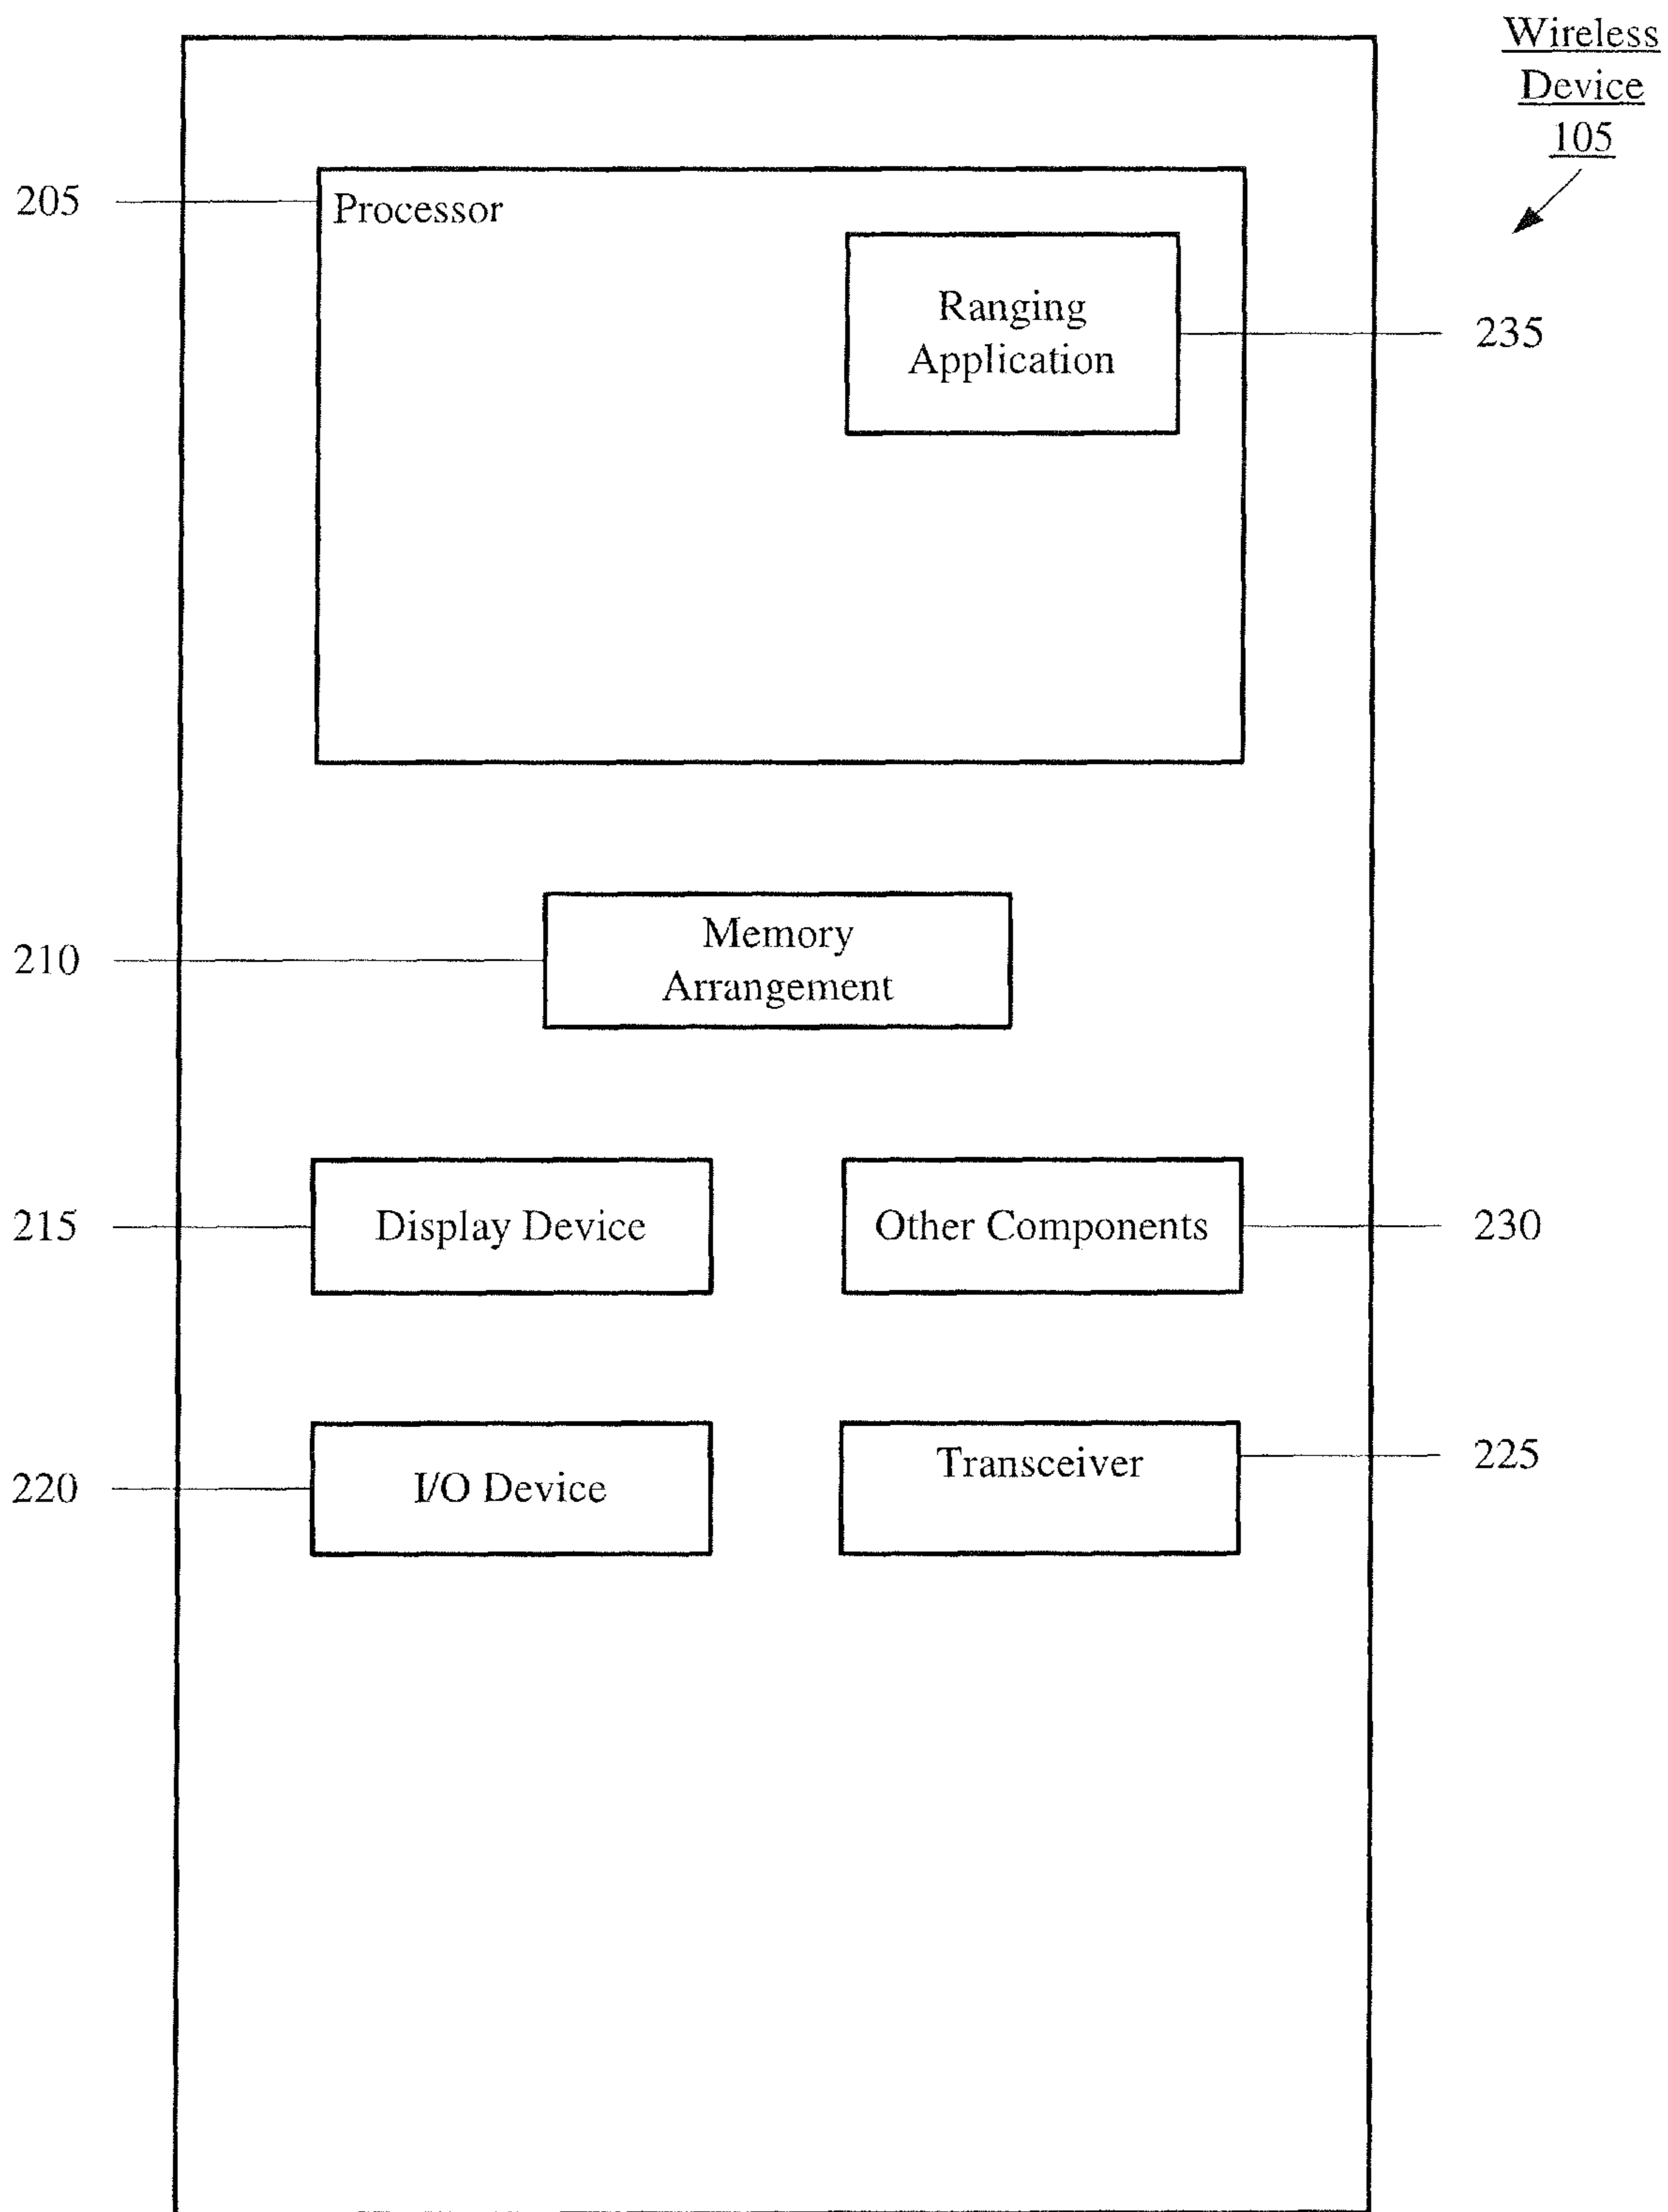 Wireless
Device
105
205
Processor
Ranging
Application
235
210
Memory
Arrangement
215
Display Device
Other Components
230
220
I/O Device
Transceiver
225